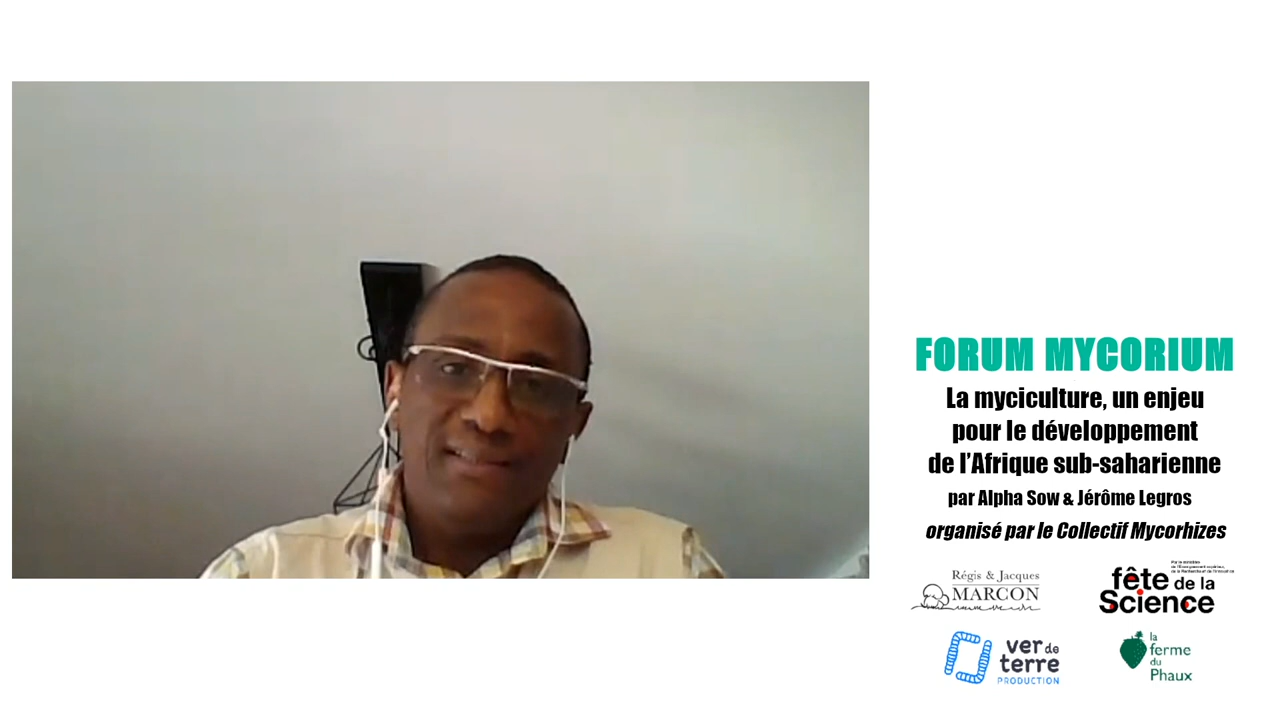 FORUM MYCORIUM
La myciculture, un enjeu
pour le développement
de l'Afrique sub-saharienne
par Alpha Sow & Jérôme Legros
organisé par le Collectif Mycorhizes
Régis & Jacques
MARCON
fête de la
Science
ver de
terre
PRODUCTION
la
ferme
du
Phaux